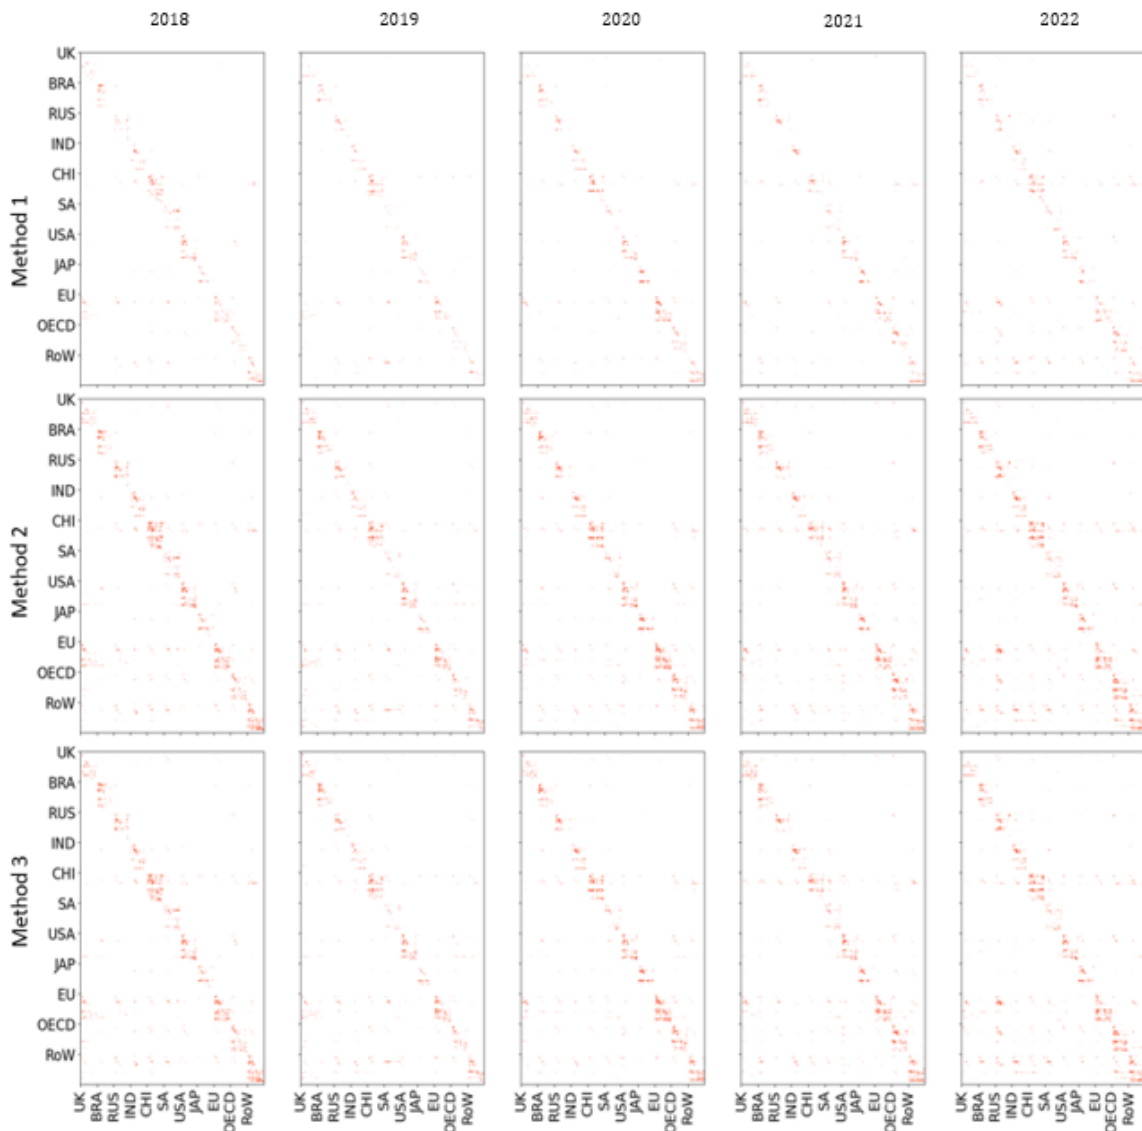 2018 2019 2020 2021 2022
Method 1
UK
BRA
RUS
IND
CHI
SA
USA
JAP
EU
OECD
RoW
Method 2
UK
BRA
RUS
IND
CHI
SA
USA
JAP
EU
OECD
RoW
Method 3
UK
BRA
RUS
IND
CHI
SA
USA
JAP
EU
OECD
RoW
UK BRA RUS IND CHI SA USA JAP EU OECD RoW UK BRA RUS IND CHI SA USA JAP EU OECD RoW UK BRA RUS IND CHI SA USA JAP EU OECD RoW UK BRA RUS IND CHI SA USA JAP EU OECD RoW UK BRA RUS IND CHI SA USA JAP EU OECD RoW